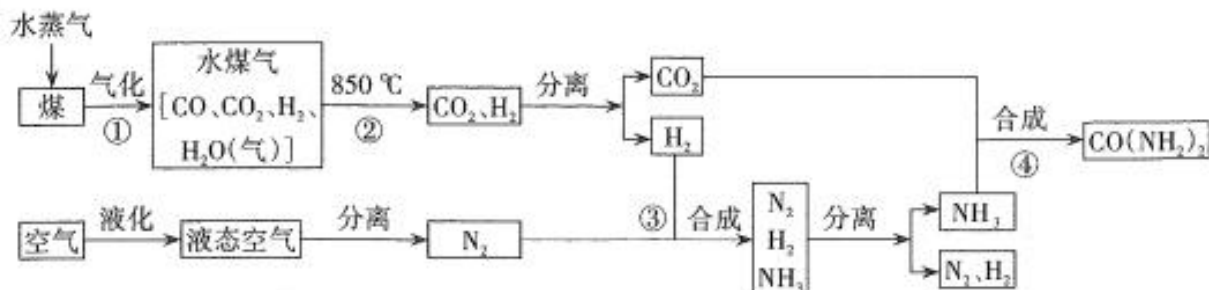 水蒸气
煤
气化
①
水煤气
[CO、CO₂、H₂、
H₂O(气)]
850 ℃
②
CO₂、H₂
分离
CO₂
H₂
合成
④
CO(NH₂)₂
空气
液化
液态空气
分离
N₂
③
合成
N₂
H₂
NH₃
分离
NH₃
N₂、H₂